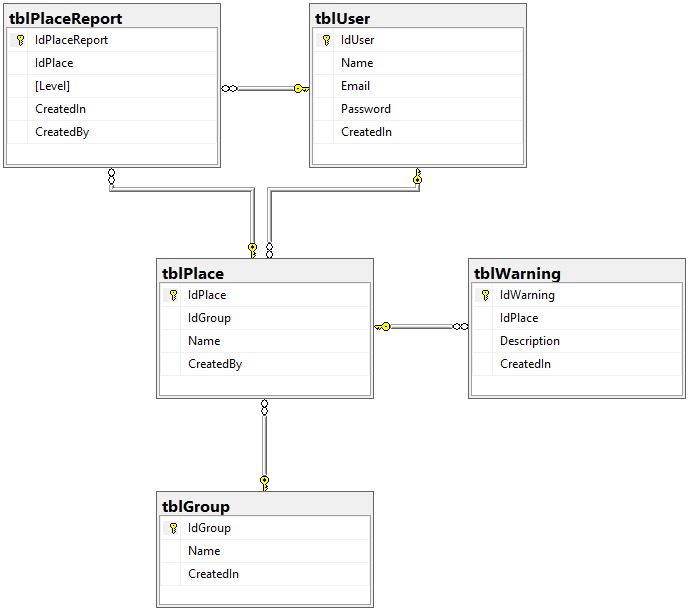 tblPlaceReport
IdPlaceReport
IdPlace
[Level]
CreatedIn
CreatedBy
tblUser
IdUser
Name
Email
Password
CreatedIn
tblPlace
IdPlace
IdGroup
Name
CreatedBy
tblWarning
IdWarning
IdPlace
Description
CreatedIn
tblGroup
IdGroup
Name
CreatedIn